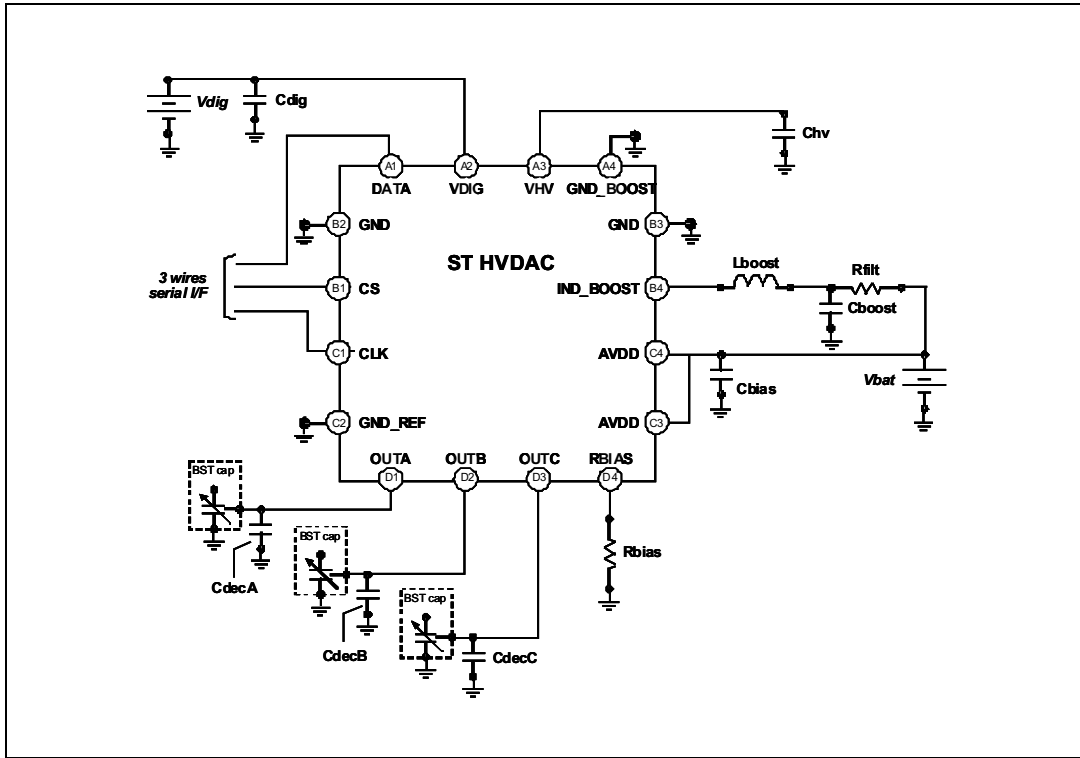 Vdig
Cdig
Chv
A1
A2
A3
A4
DATA
VDIG
VHV
GND_BOOST
B2
GND
GND
B3
ST HVDAC
3 wires
serial I/F
B1
CS
IND_BOOST
B4
Lboost
Rfilt
Cboost
C1
CLK
AVDD
C4
Cbias
Vbat
C2
GND_REF
AVDD
C3
OUTA
OUTB
OUTC
RBIAS
D1
D2
D3
D4
BST cap
CdecA
BST cap
CdecB
BST cap
CdecC
Rbias